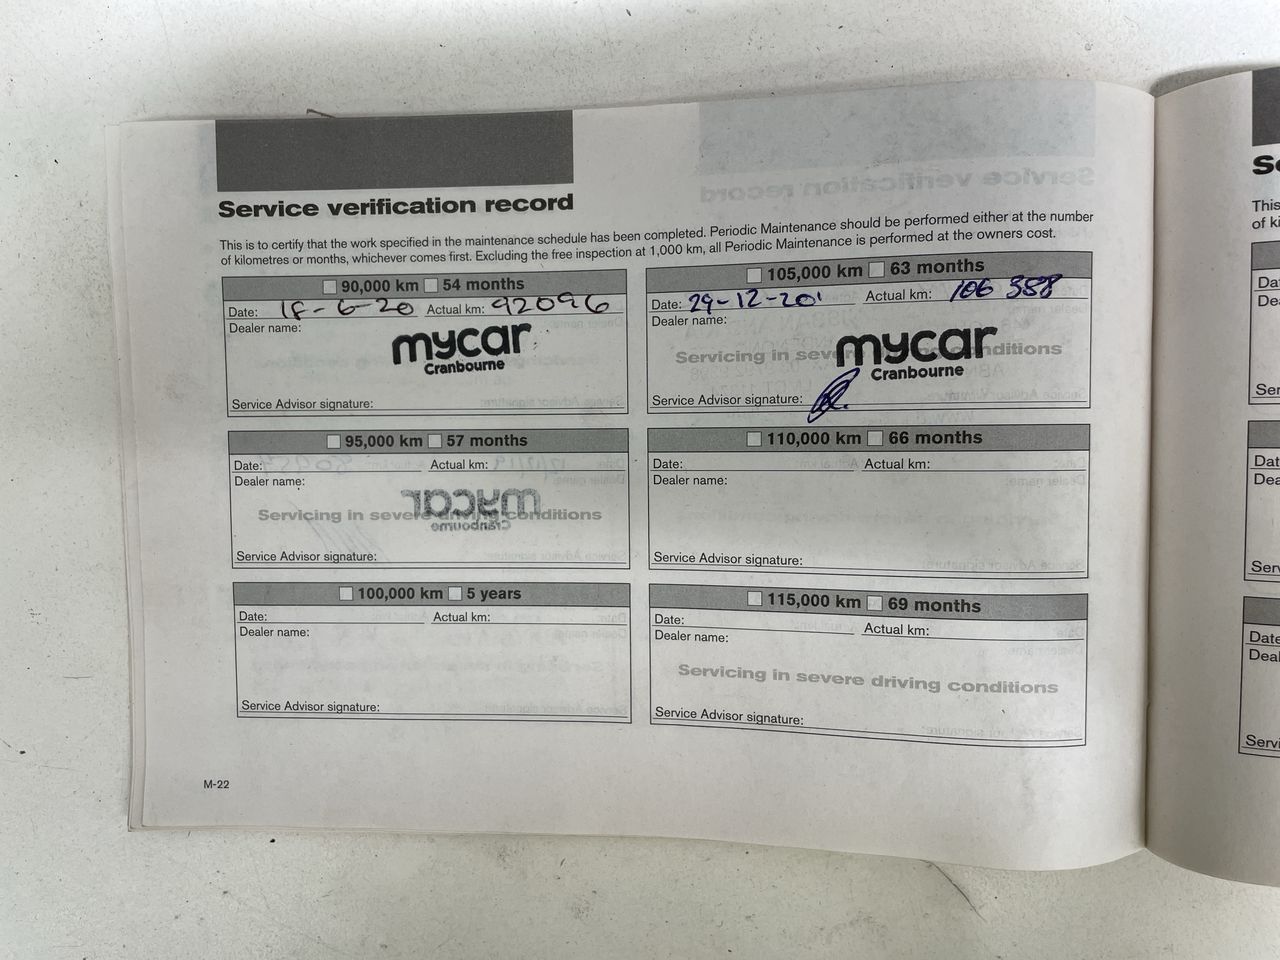 Service verification record
This is to certify that the work specified in the maintenance schedule has been completed. Periodic Maintenance should be performed either at the number
of kilometres or months, whichever comes first. Excluding the free inspection at 1,000 km, all Periodic Maintenance is performed at the owners cost.
90,000 km 54 months
Date: 18-6-20 Actual km: 92096
Dealer name:
mycar
Cranbourne
Service Advisor signature:
95,000 km 57 months
Date: Actual km:
Dealer name:
Servicing in severe driving conditions
Service Advisor signature:
100,000 km 5 years
Date: Actual km:
Dealer name:
Service Advisor signature:
105,000 km 63 months
Date: 29-12-20 Actual km: 106 358
Dealer name:
Servicing in severe driving conditions
mycar
Cranbourne
Service Advisor signature:
110,000 km 66 months
Date: Actual km:
Dealer name:
Service Advisor signature:
115,000 km 69 months
Date: Actual km:
Dealer name:
Servicing in severe driving conditions
Service Advisor signature:
M-22
This
of